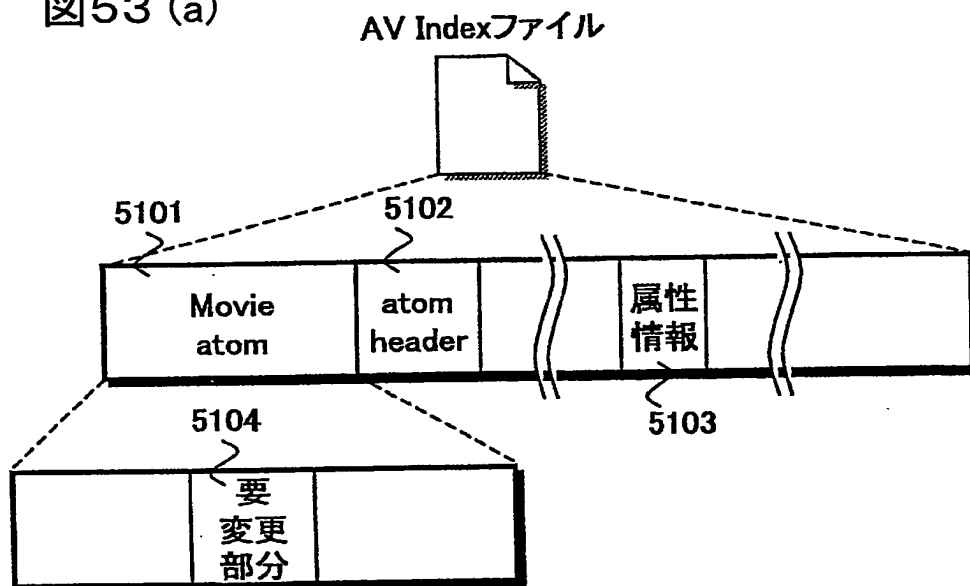 図53 (a)
AV Indexファイル
5101
5102
Movie
atom
atom
header
属性
情報
5103
5104
要
変更
部分